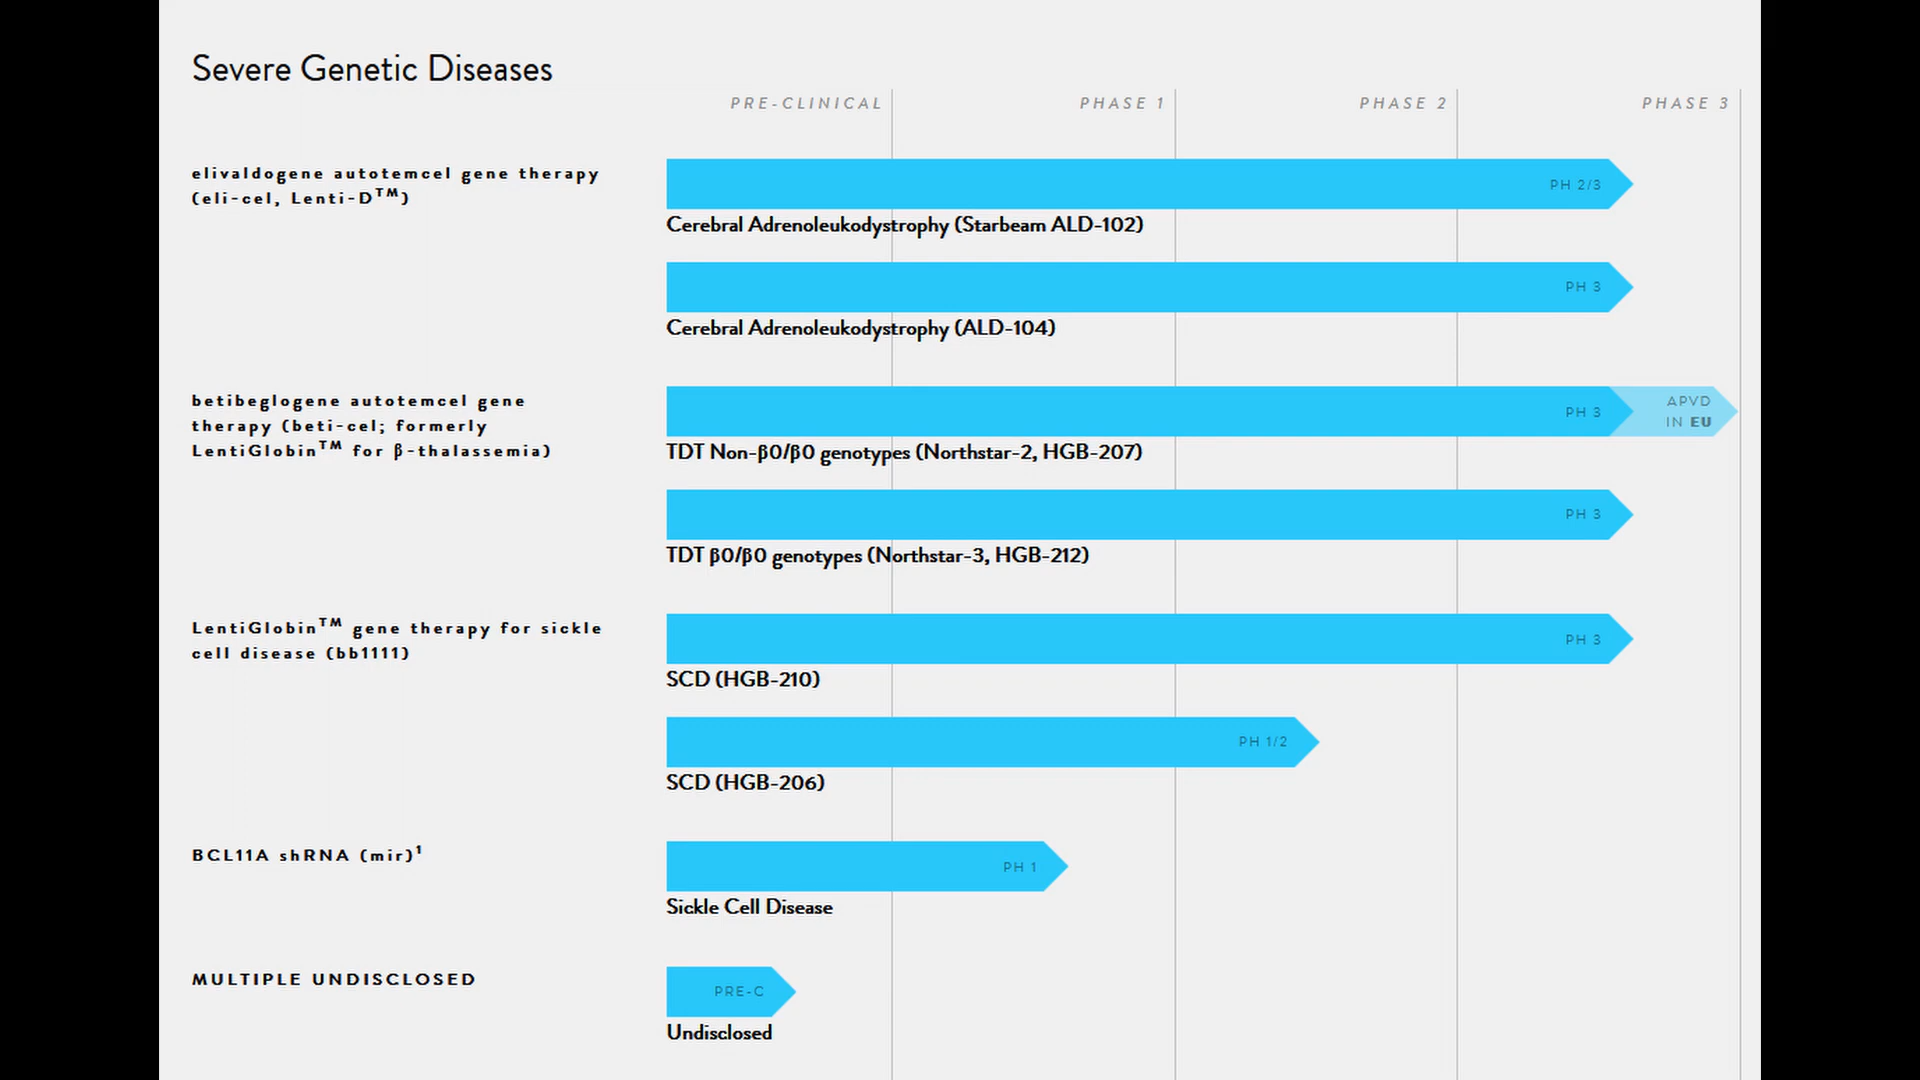 Severe Genetic Diseases
PRE-CLINICAL
PHASE 1
PHASE 2
PHASE 3
elivaldogene autotemcel gene therapy
(eli-cel, Lenti-D™)
PH 2/3
Cerebral Adrenoleukodystrophy (Starbeam ALD-102)
PH 3
Cerebral Adrenoleukodystrophy (ALD-104)
betibeglogene autotemcel gene
therapy (beti-cel; formerly
LentiGlobin™ for β-thalassemia)
PH 3
APVD
IN EU
TDT Non-β0/β0 genotypes (Northstar-2, HGB-207)
PH 3
TDT β0/β0 genotypes (Northstar-3, HGB-212)
LentiGlobin™ gene therapy for sickle
cell disease (bb1111)
PH 3
SCD (HGB-210)
PH 1/2
SCD (HGB-206)
BCL11A shRNA (mir)¹
PH 1
Sickle Cell Disease
MULTIPLE UNDISCLOSED
PRE-C
Undisclosed